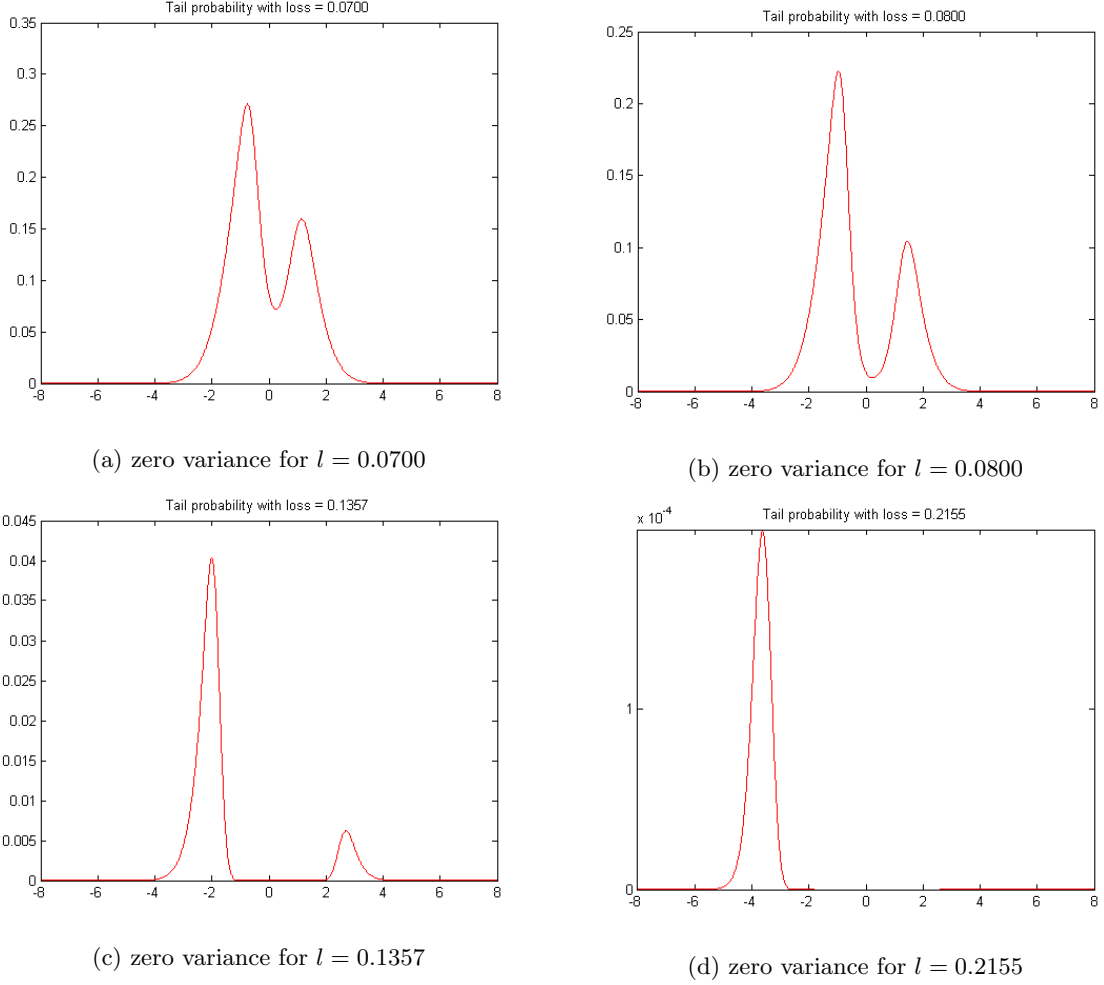 Tail probability with loss = 0.0700
0.35
0.3
0.25
0.2
0.15
0.1
0.05
0
-8 -6 -4 -2 0 2 4 6 8
(a) zero variance for l = 0.0700
Tail probability with loss = 0.0800
0.25
0.2
0.15
0.1
0.05
0
-8 -6 -4 -2 0 2 4 6 8
(b) zero variance for l = 0.0800
Tail probability with loss = 0.1357
0.045
0.04
0.035
0.03
0.025
0.02
0.015
0.01
0.005
0
-8 -6 -4 -2 0 2 4 6 8
(c) zero variance for l = 0.1357
x 10⁻⁴
Tail probability with loss = 0.2155
1
0
-8 -6 -4 -2 0 2 4 6 8
(d) zero variance for l = 0.2155